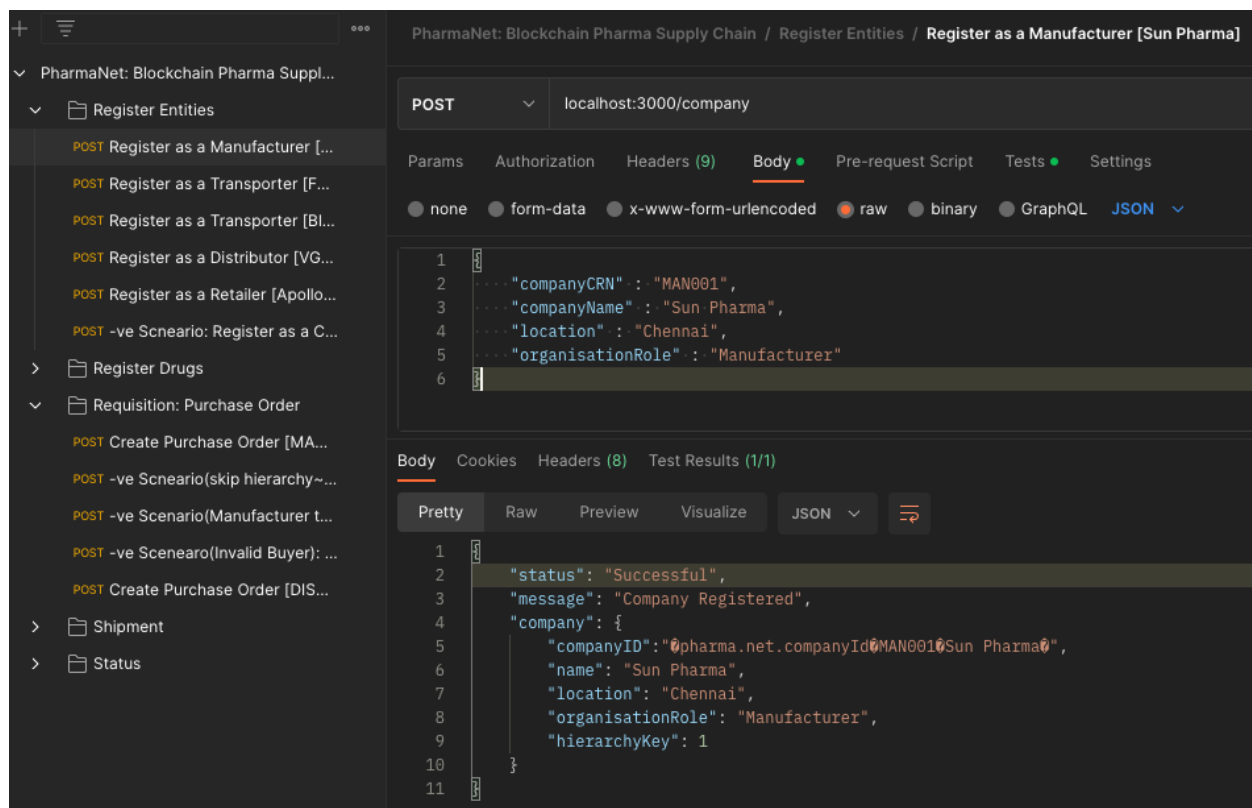 PharmaNet: Blockchain Pharma Suppl...
Register Entities
POST Register as a Manufacturer [...
POST Register as a Transporter [F...
POST Register as a Transporter [Bl...
POST Register as a Distributor [VG...
POST Register as a Retailer [Apollo...
POST -ve Scneario: Register as a C...
Register Drugs
Requisition: Purchase Order
POST Create Purchase Order [MA...
POST -ve Scneario(skip hierarchy~...
POST -ve Scenario(Manufacturer t...
POST -ve Scenearo(Invalid Buyer): ...
POST Create Purchase Order [DIS...
Shipment
Status
PharmaNet: Blockchain Pharma Supply Chain / Register Entities / Register as a Manufacturer [Sun Pharma]
POST localhost:3000/company
Params Authorization Headers (9) Body Pre-request Script Tests Settings
none form-data x-www-form-urlencoded raw binary GraphQL JSON
1 {
2 "companyCRN" : "MAN001",
3 "companyName" : "Sun Pharma",
4 "location" : "Chennai",
5 "organisationRole" : "Manufacturer"
6 }
Body Cookies Headers (8) Test Results (1/1)
Pretty Raw Preview Visualize JSON
1 {
2 "status": "Successful",
3 "message": "Company Registered",
4 "company": {
5 "companyID":"�pharma.net.companyId�MAN001�Sun Pharma�",
6 "name": "Sun Pharma",
7 "location": "Chennai",
8 "organisationRole": "Manufacturer",
9 "hierarchyKey": 1
10 }
11 }